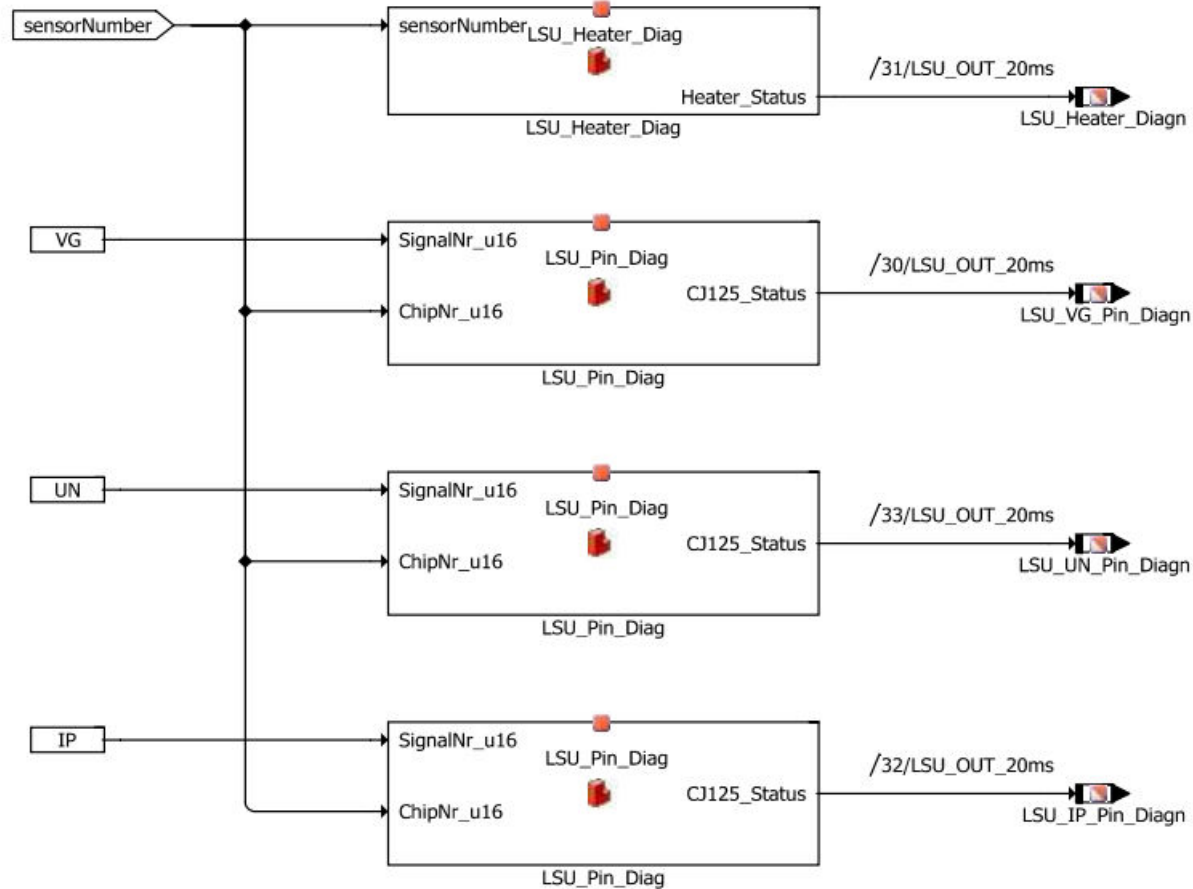 sensorNumber
sensorNumber
LSU_Heater_Diag
/31/LSU_OUT_20ms
Heater_Status
LSU_Heater_Diagn
LSU_Heater_Diag
VG
SignalNr_u16
LSU_Pin_Diag
/30/LSU_OUT_20ms
CJ125_Status
ChipNr_u16
LSU_VG_Pin_Diagn
LSU_Pin_Diag
UN
SignalNr_u16
LSU_Pin_Diag
/33/LSU_OUT_20ms
CJ125_Status
ChipNr_u16
LSU_UN_Pin_Diagn
LSU_Pin_Diag
IP
SignalNr_u16
LSU_Pin_Diag
/32/LSU_OUT_20ms
CJ125_Status
ChipNr_u16
LSU_IP_Pin_Diagn
LSU_Pin_Diag